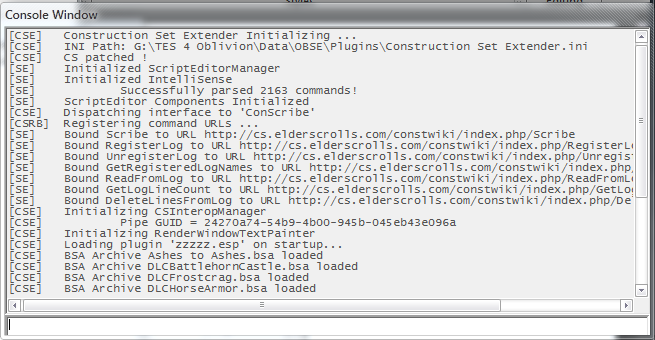 Console Window
[CSE] Construction Set Extender Initializing ...
[CSE] INI Path: G:\TES 4 Oblivion\Data\OBSE\Plugins\Construction Set Extender.ini
[CSE] CS patched !
[SE] Initialized ScriptEditorManager
[SE] Initialized IntelliSense
[SE] Successfully parsed 2163 commands!
[SE] ScriptEditor Components Initialized
[CSE] Dispatching interface to 'ConScribe'
[CSRB] Registering command URLs ...
[SE] Bound Scribe to URL http://cs.elderscrolls.com/constwiki/index.php/Scribe
[SE] Bound RegisterLog to URL http://cs.elderscrolls.com/constwiki/index.php/RegisterLo
[SE] Bound UnregisterLog to URL http://cs.elderscrolls.com/constwiki/index.php/Unregist
[SE] Bound GetRegisteredLogNames to URL http://cs.elderscrolls.com/constwiki/index.php/
[SE] Bound ReadFromLog to URL http://cs.elderscrolls.com/constwiki/index.php/ReadFromLo
[SE] Bound GetLogLineCount to URL http://cs.elderscrolls.com/constwiki/index.php/GetLog
[SE] Bound DeleteLinesFromLog to URL http://cs.elderscrolls.com/constwiki/index.php/De
[CSE] Initializing CSInteropManager
[CSE] Pipe GUID = 24270a74-54b9-4b00-945b-045eb43e096a
[CSE] Initializing RenderWindowTextPainter
[CSE] Loading plugin 'zzzzz.esp' on startup...
[CSE] BSA Archive Ashes to Ashes.bsa loaded
[CSE] BSA Archive DLCBattlehornCastle.bsa loaded
[CSE] BSA Archive DLCFrostcrag.bsa loaded
[CSE] BSA Archive DLCHorseArmor.bsa loaded